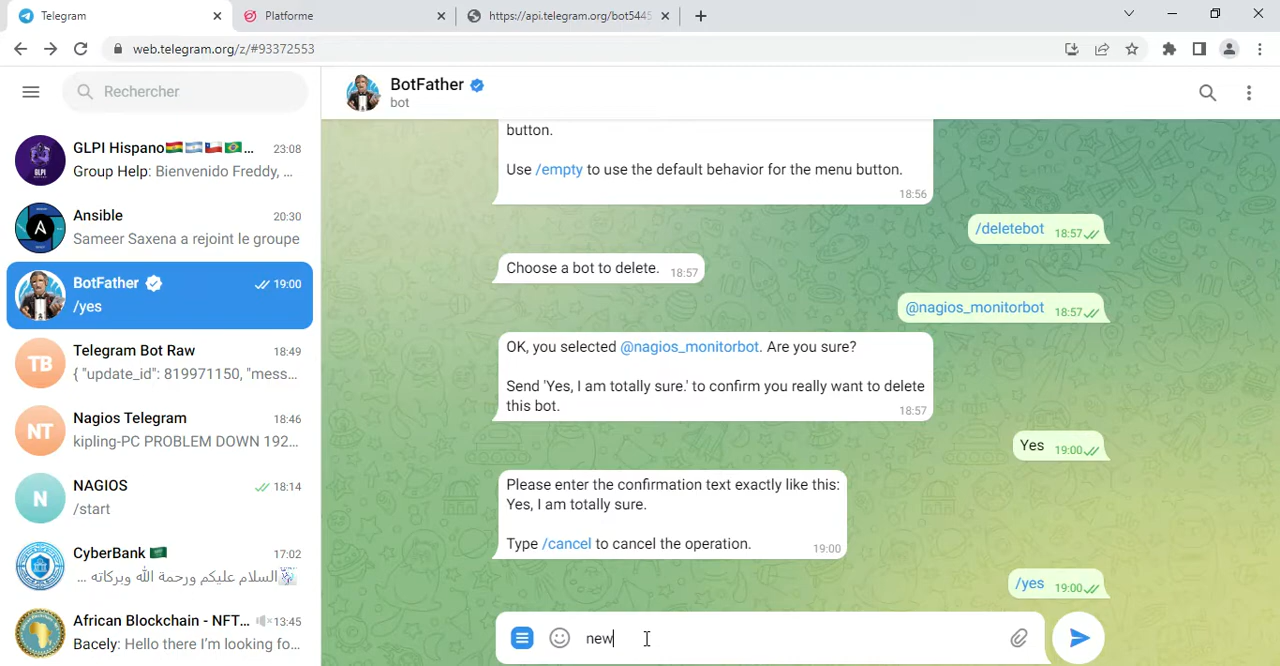 Telegram
Platforme
https://api.telegram.org/bot5445
web.telegram.org/z/#93372553
Rechercher
BotFather
bot
GLPI Hispano🇧🇴🇦🇷🇨🇱🇧🇷... 23:08
Group Help: Bienvenido Freddy, ...
Ansible 20:30
Sameer Saxena a rejoint le groupe
BotFather 19:00
/yes
TB
Telegram Bot Raw 18:49
{ "update_id": 819971150, "mess...
NT
Nagios Telegram 18:46
kipling-PC PROBLEM DOWN 192...
N
NAGIOS 18:14
/start
CyberBank 🇸🇦 17:02
السلام عليكم ورحمة الله وبركاته ...
African Blockchain - NFT... 13:45
Bacely: Hello there I'm looking fo...
button.
Use /empty to use the default behavior for the menu button.
18:56
/deletebot 18:57
Choose a bot to delete. 18:57
@nagios_monitorbot 18:57
OK, you selected @nagios_monitorbot. Are you sure?
Send 'Yes, I am totally sure.' to confirm you really want to delete
this bot.
18:57
Yes 19:00
Please enter the confirmation text exactly like this:
Yes, I am totally sure.
Type /cancel to cancel the operation.
19:00
/yes 19:00
new